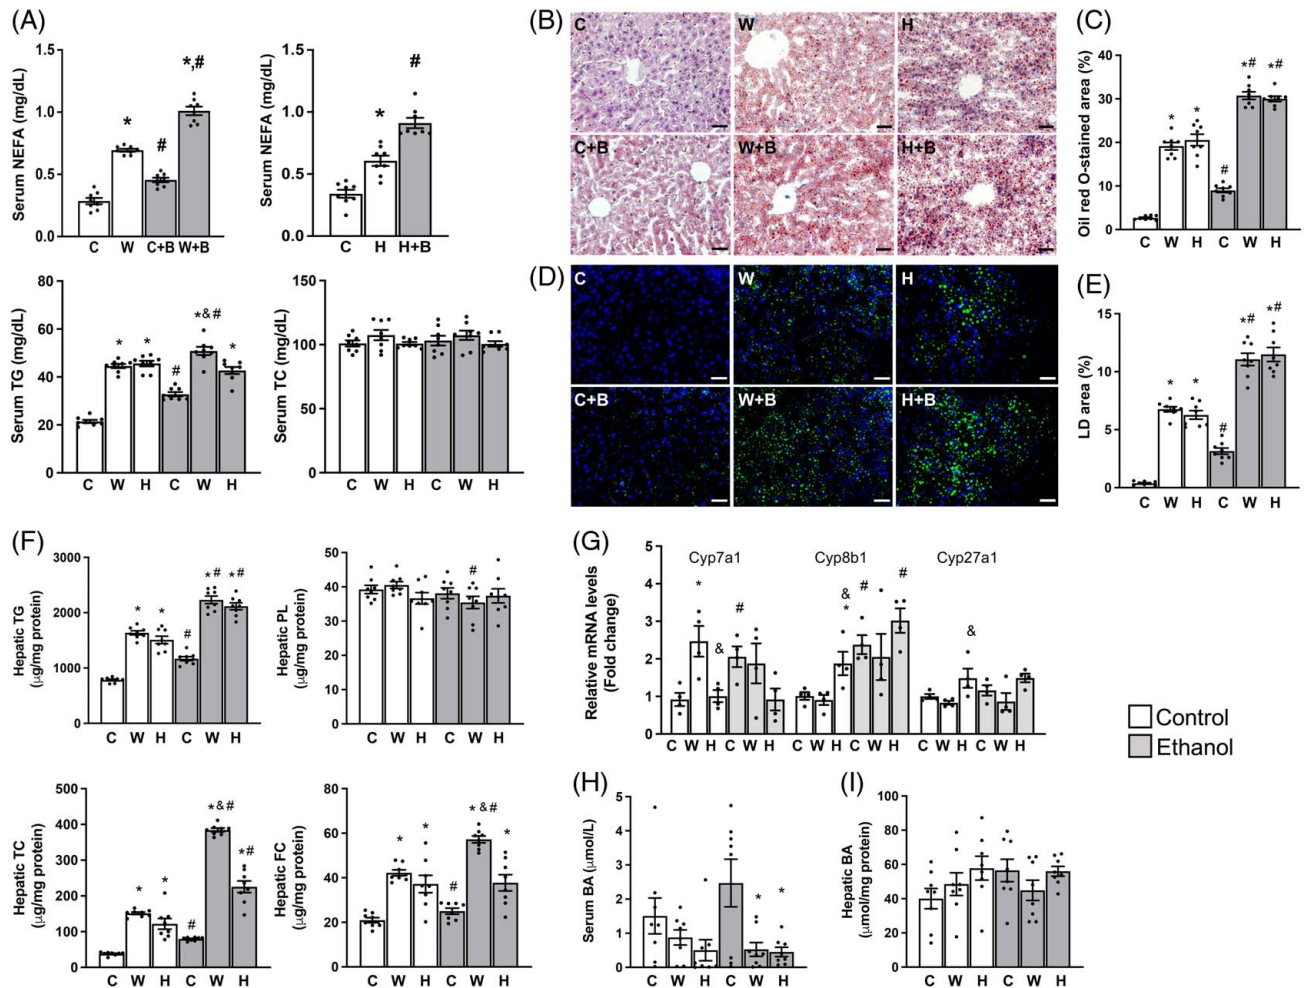 (A)
Serum NEFA (mg/dL)
1.5
1.0
0.5
0.0
*
#
*,#
C W C+B W+B
Serum NEFA (mg/dL)
1.5
1.0
0.5
0.0
*
#
C H H+B
Serum TG (mg/dL)
80
60
40
20
0
* * # *&# *
C W H C W H
Serum TC (mg/dL)
150
100
50
0
C W H C W H
(B)
C W H
C+B W+B H+B
(C)
Oil red O-stained area (%)
40
30
20
10
0
* * # *# *#
C W H C W H
(D)
C W H
C+B W+B H+B
(E)
LD area (%)
15
10
5
0
* * # *# *#
C W H C W H
(F)
Hepatic TG
(μg/mg protein)
3000
2000
1000
0
* * # *# *#
C W H C W H
Hepatic PL
(μg/mg protein)
50
40
30
20
10
0
#
C W H C W H
Hepatic TC
(μg/mg protein)
500
400
300
200
100
0
* * # *&# *#
C W H C W H
Hepatic FC
(μg/mg protein)
80
60
40
20
0
* * # *&# *
C W H C W H
(G)
Relative mRNA levels
(Fold change)
5
4
3
2
1
0
Cyp7a1 Cyp8b1 Cyp27a1
* & # & * # # &
C W H C W H C W H C W H C W H C W H
Control
Ethanol
(H)
Serum BA (μmol/L)
5
4
3
2
1
0
* *
C W H C W H
(I)
Hepatic BA
(μmol/mg protein)
100
80
60
40
20
0
C W H C W H